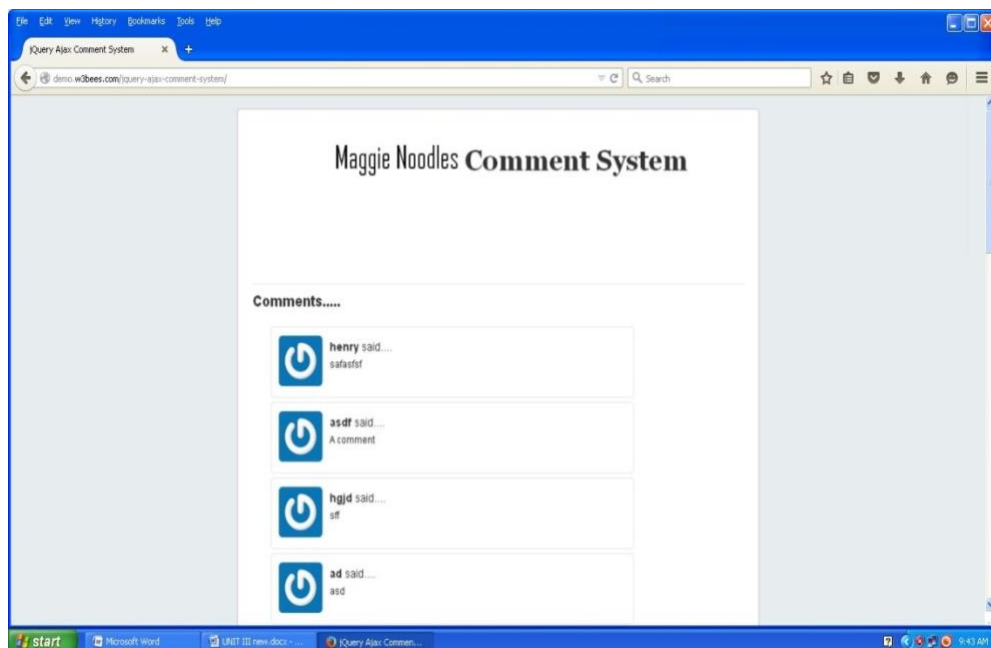 File Edit View History Bookmarks Tools Help
jQuery Ajax Comment System × +
demo.w3bees.com/jquery-ajax-comment-system/ Search
Maggie Noodles Comment System
Comments.....
henry said....
safasfsf
asdf said....
A comment
hgjd said....
sff
ad said....
asd
start Microsoft Word UNIT III new.docx - ... jQuery Ajax Commen... 9:43 AM